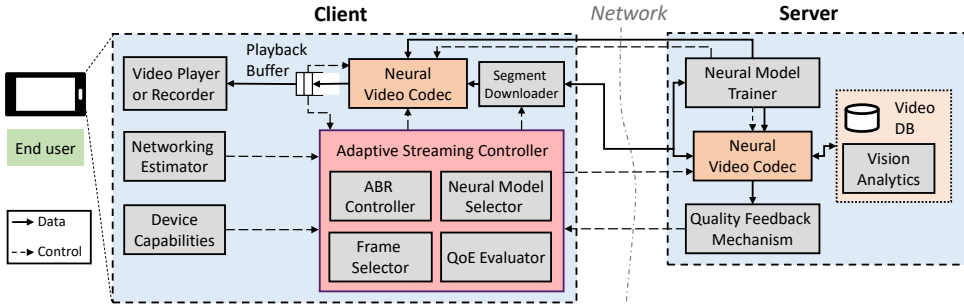 Client
Network
Server
Playback
Buffer
Video Player
or Recorder
Neural
Video Codec
Segment
Downloader
Neural Model
Trainer
Video
DB
End user
Networking
Estimator
Adaptive Streaming Controller
Neural
Video Codec
Vision
Analytics
ABR
Controller
Neural Model
Selector
Data
Control
Device
Capabilities
Frame
Selector
QoE Evaluator
Quality Feedback
Mechanism